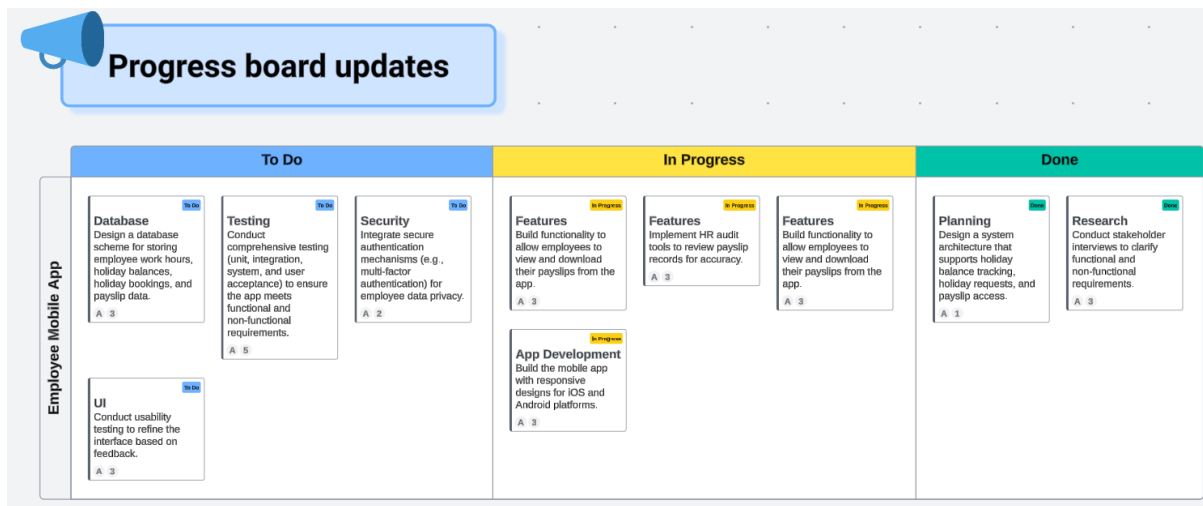 Progress board updates
To Do
In Progress
Done
Employee Mobile App
To Do
Database
Design a database
scheme for storing
employee work hours,
holiday balances,
holiday bookings, and
payslip data.
A 3
To Do
Testing
Conduct
comprehensive testing
(unit, integration,
system, and user
acceptance) to ensure
the app meets
functional and
non-functional
requirements.
A 5
To Do
Security
Integrate secure
authentication
mechanisms (e.g.,
multi-factor
authentication) for
employee data privacy.
A 2
To Do
UI
Conduct usability
testing to refine the
interface based on
feedback.
A 3
In Progress
Features
Build functionality to
allow employees to
view and download
their payslips from the
app.
A 3
In Progress
Features
Implement HR audit
tools to review payslip
records for accuracy.
A 3
In Progress
Features
Build functionality to
allow employees to
view and download
their payslips from the
app.
A 3
In Progress
App Development
Build the mobile app
with responsive
designs for iOS and
Android platforms.
A 3
Done
Planning
Design a system
architecture that
supports holiday
balance tracking,
holiday requests, and
payslip access.
A 1
Done
Research
Conduct stakeholder
interviews to clarify
functional and
non-functional
requirements.
A 3